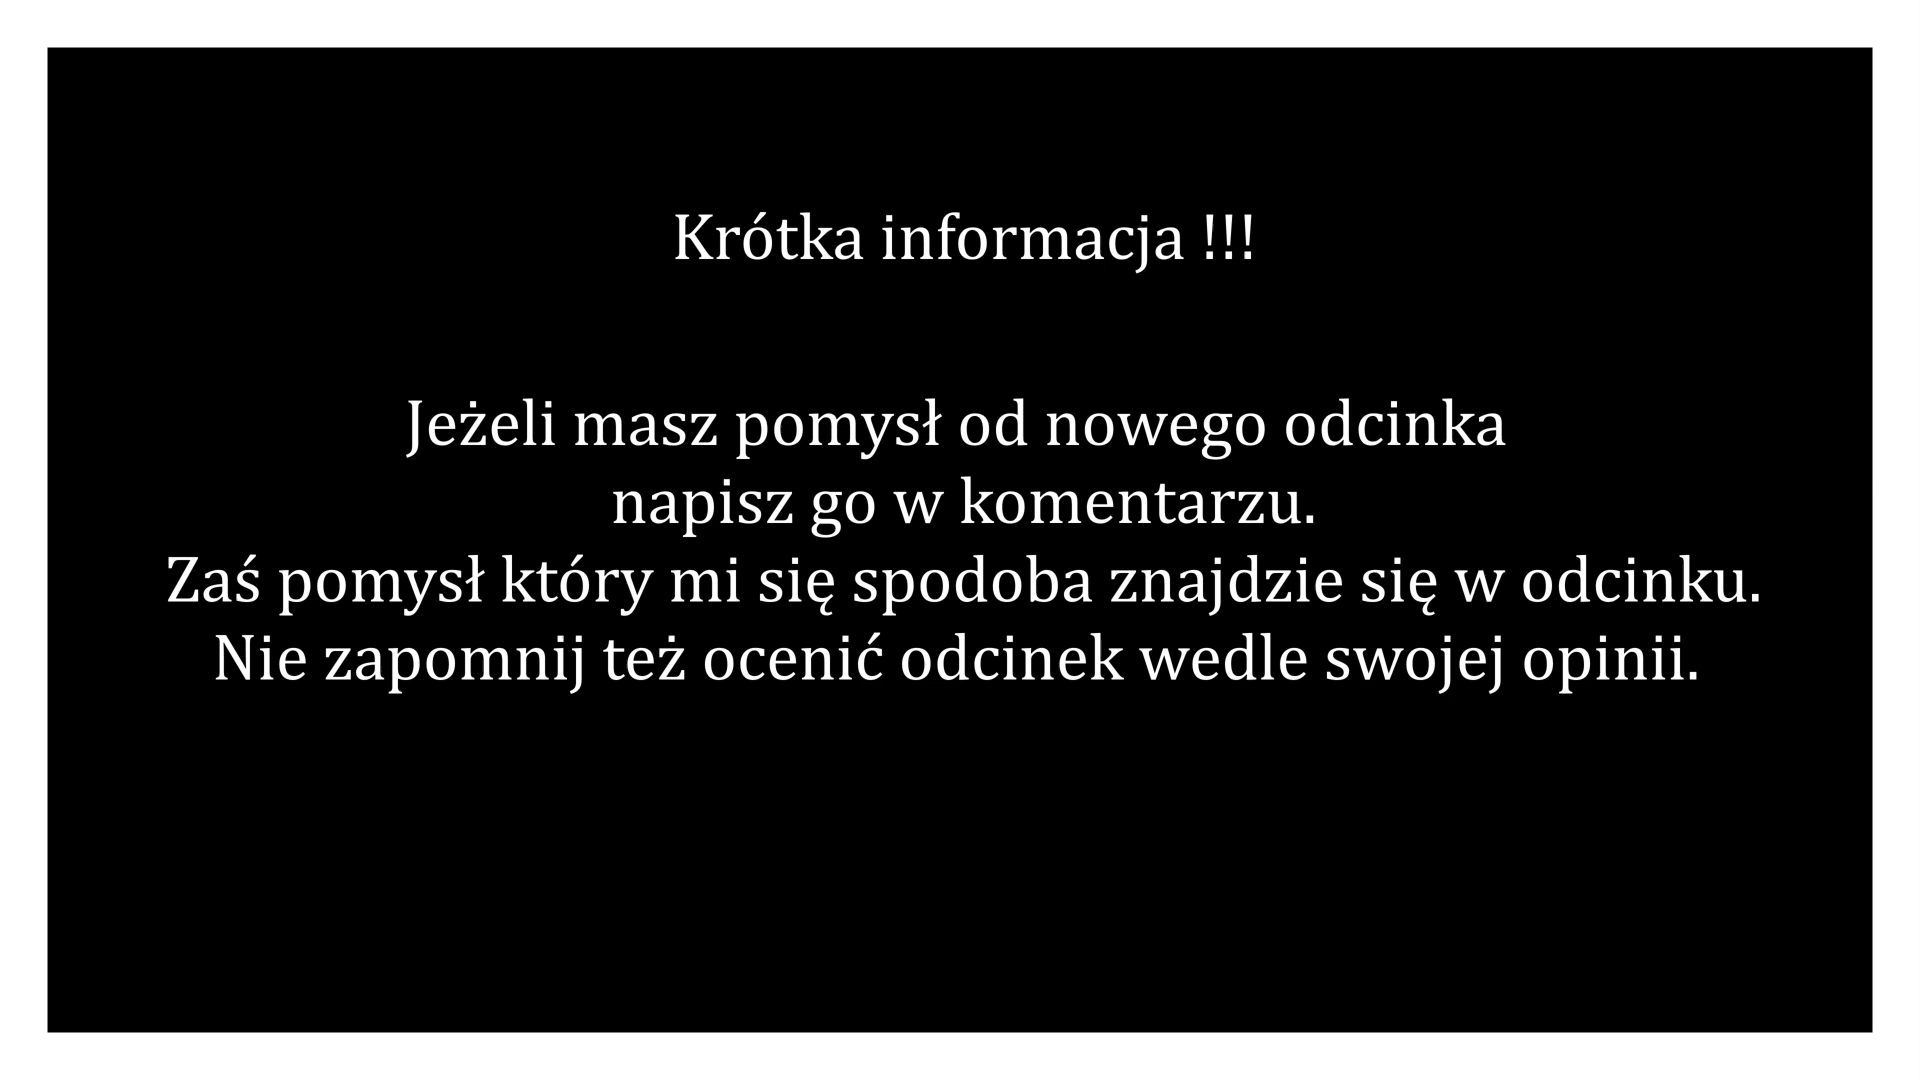 Krótka informacja !!!
Jeżeli masz pomysł od nowego odcinka
napisz go w komentarzu.
Zaś pomysł który mi się spodoba znajdzie się w odcinku.
Nie zapomnij też ocenić odcinek wedle swojej opinii.